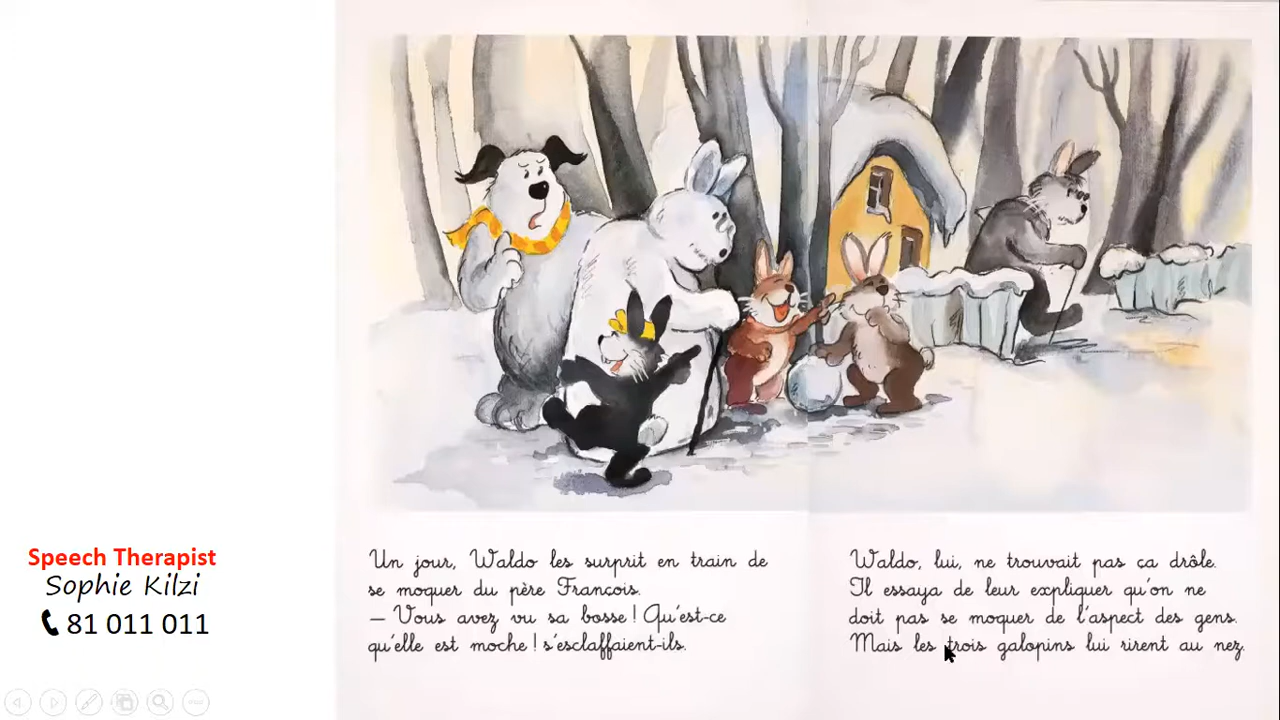 Speech Therapist
Sophie Kilzi
81 011 011
Un jour, Waldo les surprit en train de
se moquer du père François.
– Vous avez vu sa bosse ! Qu'est-ce
qu'elle est moche ! s'esclaffaient-ils.
Waldo, lui, ne trouvait pas ca drôle.
Il essaya de leur expliquer qu'on ne
doit pas se moquer de l'aspect des gens.
Mais les trois galopins lui rirent au nez.